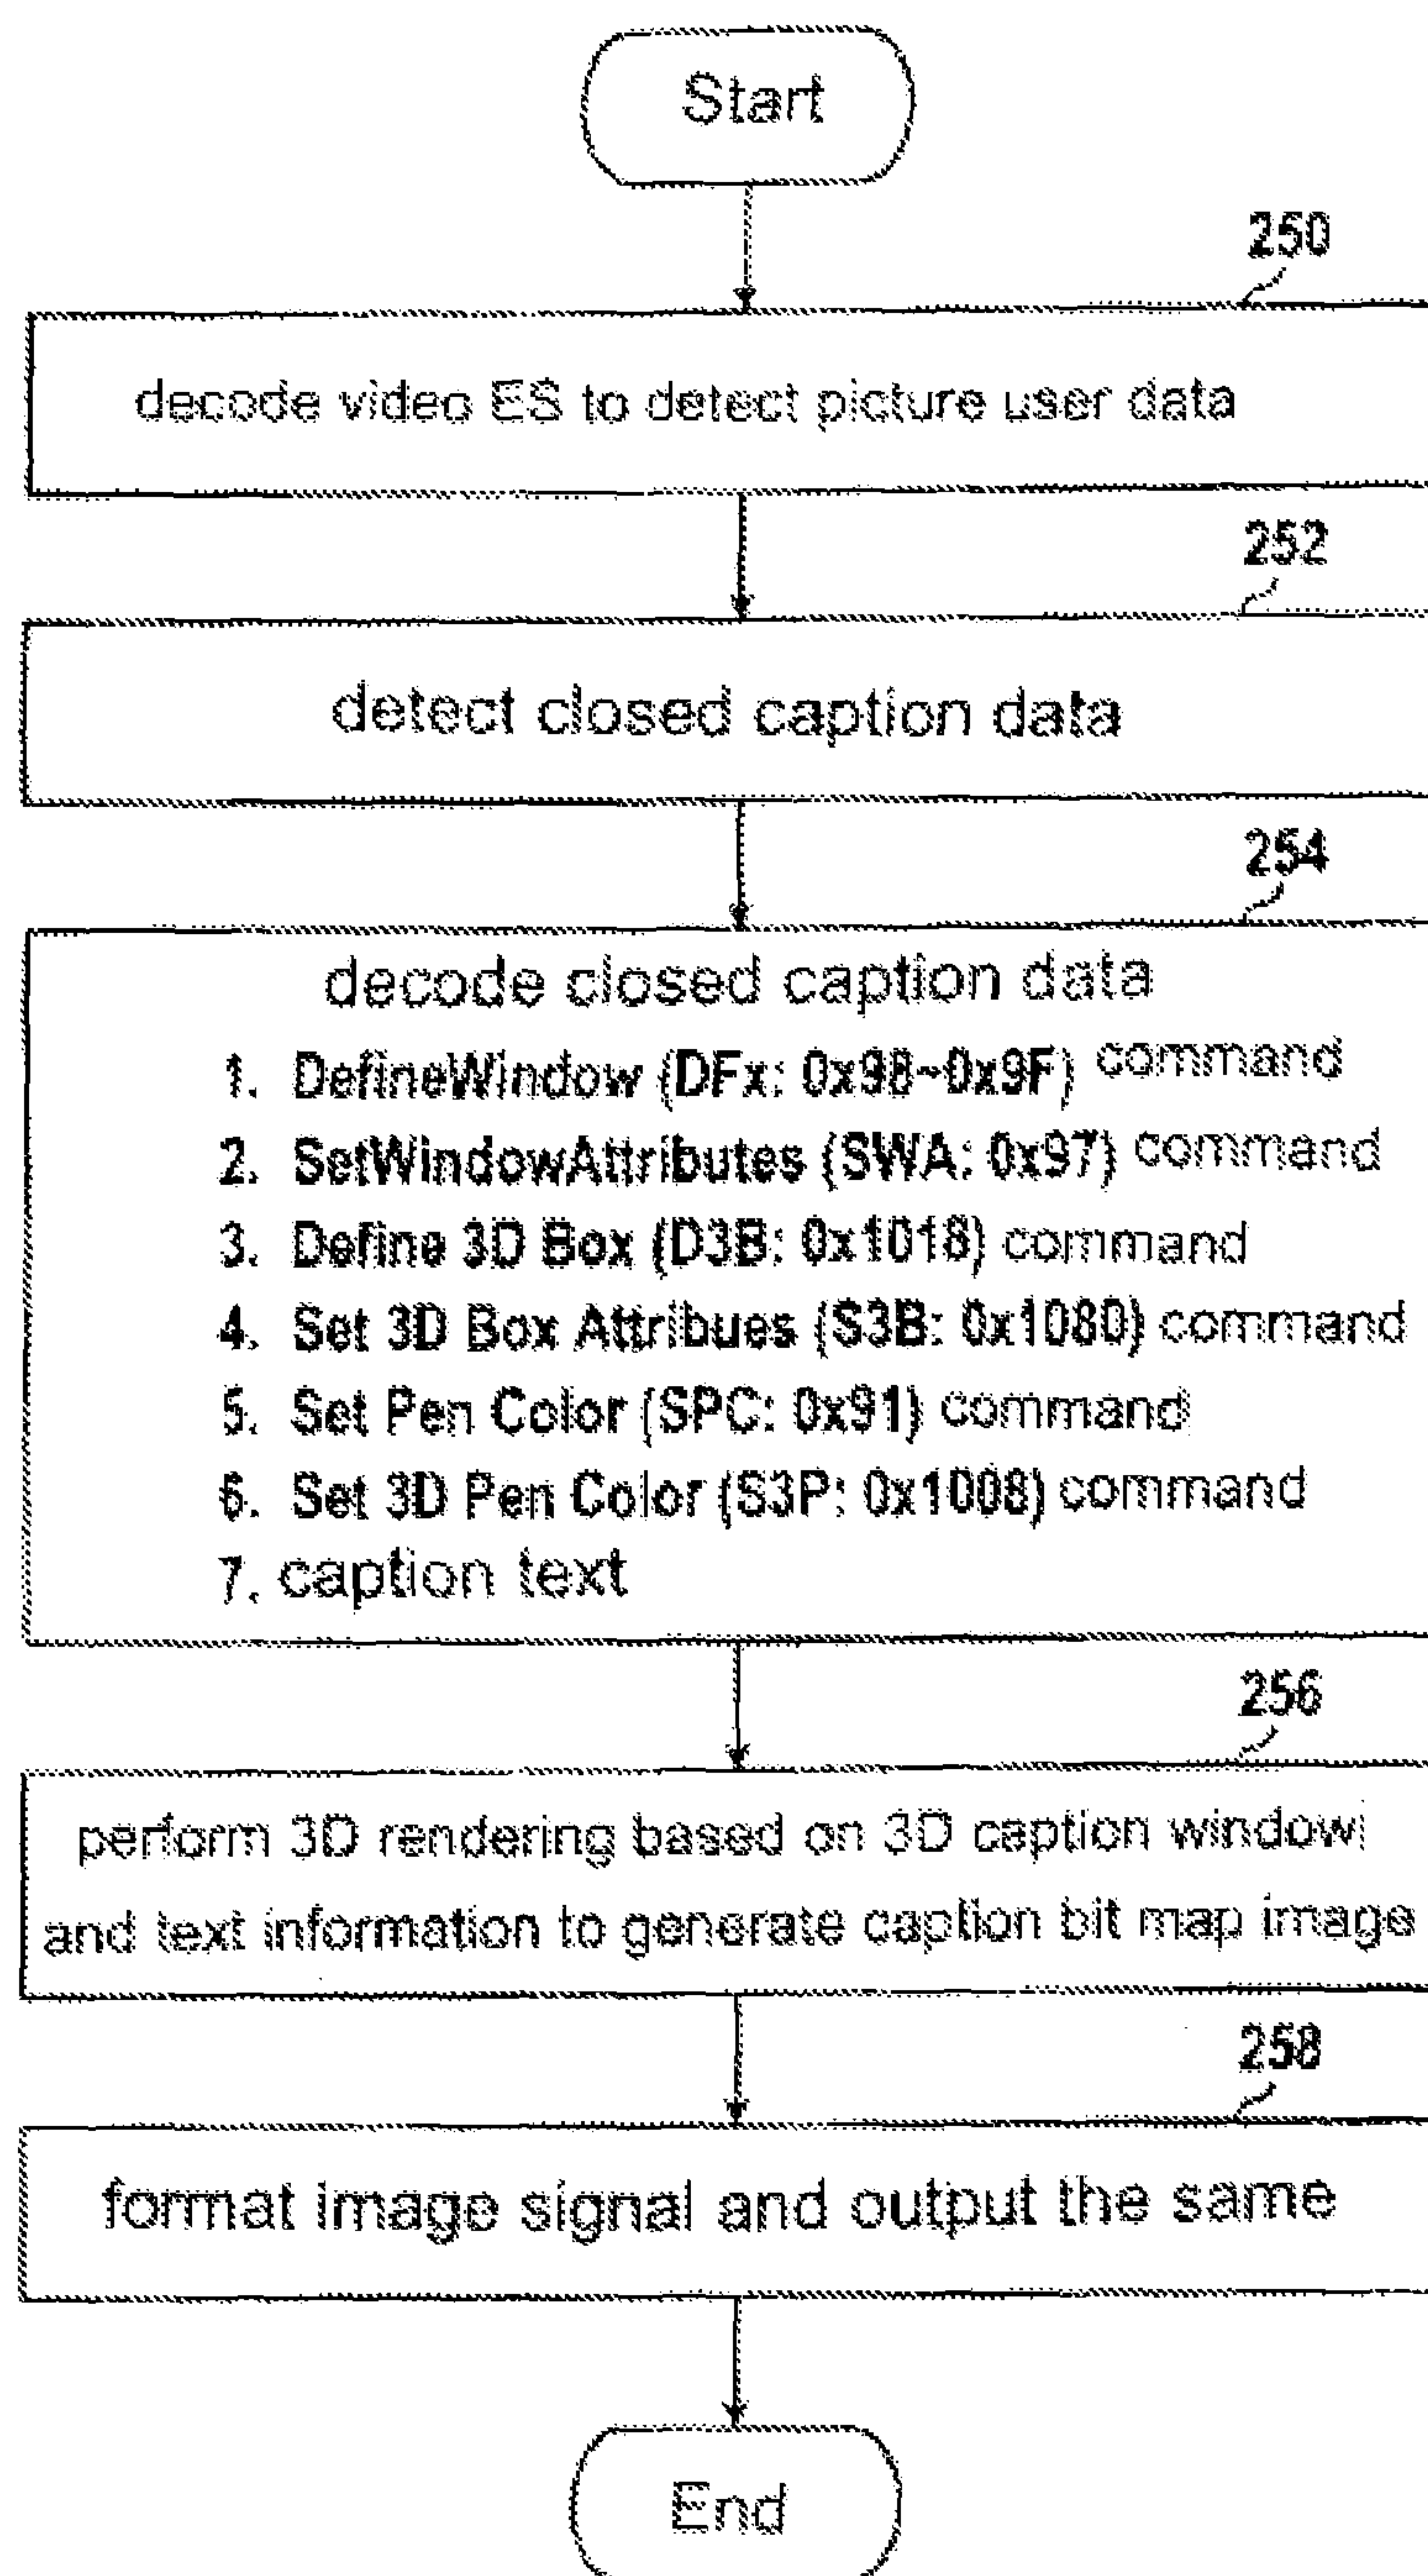 Start
250
decode video ES to detect picture user data
252
detect closed caption data
254
decode closed caption data
1. DefineWindow (DFx: 0x98~0x9F) command
2. SetWindowAttributes (SWA: 0x97) command
3. Define 3D Box (D3B: 0x1018) command
4. Set 3D Box Attribues (S3B: 0x1080) command
5. Set Pen Color (SPC: 0x91) command
6. Set 3D Pen Color (S3P: 0x1008) command
7. caption text
256
perform 3D rendering based on 3D caption window
and text information to generate caption bit map image
258
format image signal and output the same
End